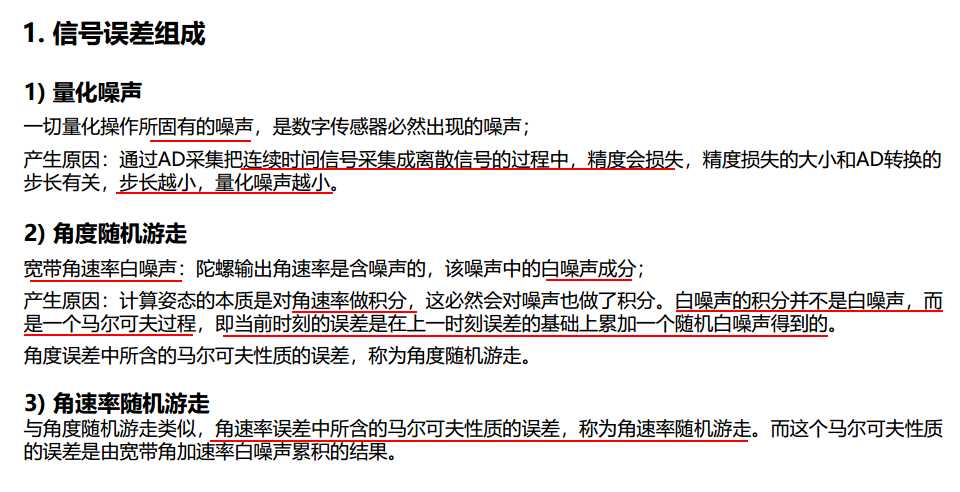 1. 信号误差组成
1) 量化噪声
一切量化操作所固有的噪声，是数字传感器必然出现的噪声；
产生原因：通过AD采集把连续时间信号采集成离散信号的过程中，精度会损失，精度损失的大小和AD转换的
步长有关，步长越小，量化噪声越小。
2) 角度随机游走
宽带角速率白噪声：陀螺输出角速率是含噪声的，该噪声中的白噪声成分；
产生原因：计算姿态的本质是对角速率做积分，这必然会对噪声也做了积分。白噪声的积分并不是白噪声，而
是一个马尔可夫过程，即当前时刻的误差是在上一时刻误差的基础上累加一个随机白噪声得到的。
角度误差中所含的马尔可夫性质的误差，称为角度随机游走。
3) 角速率随机游走
与角度随机游走类似，角速率误差中所含的马尔可夫性质的误差，称为角速率随机游走。而这个马尔可夫性质
的误差是由宽带角加速率白噪声累积的结果。